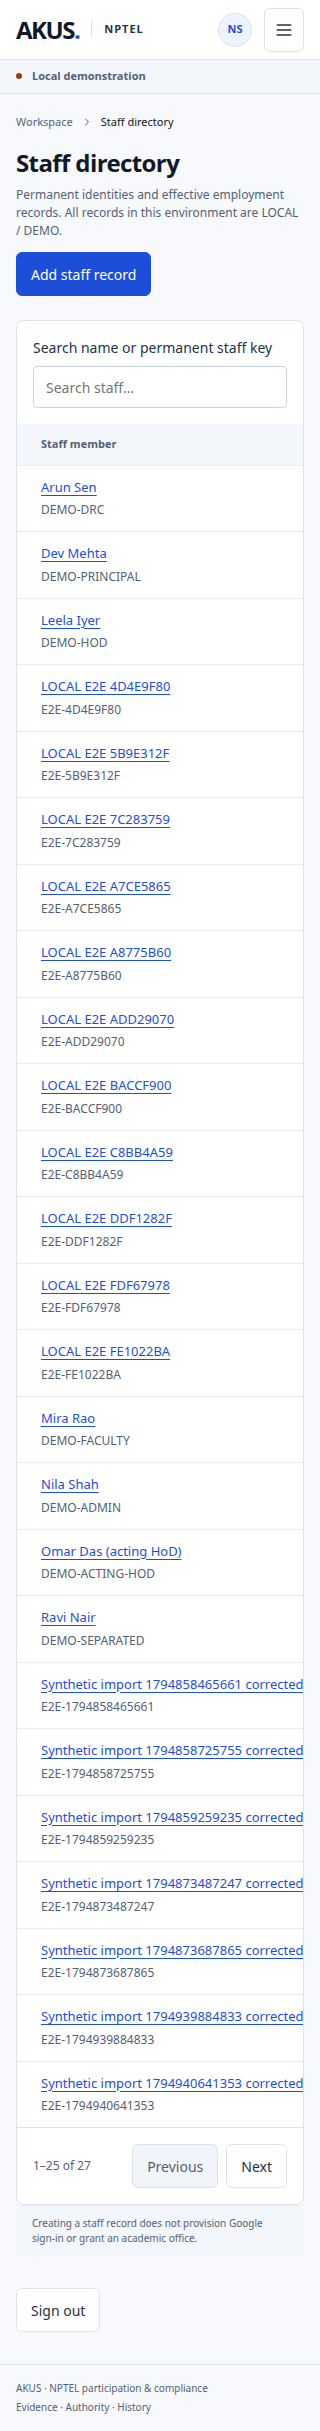 AKUS. NPTEL NS
Local demonstration
Workspace > Staff directory
Staff directory
Permanent identities and effective employment
records. All records in this environment are LOCAL
/ DEMO.
Add staff record
Search name or permanent staff key
Search staff...
Staff member
Arun Sen
DEMO-DRC
Dev Mehta
DEMO-PRINCIPAL
Leela Iyer
DEMO-HOD
LOCAL E2E 4D4E9F80
E2E-4D4E9F80
LOCAL E2E 5B9E312F
E2E-5B9E312F
LOCAL E2E 7C283759
E2E-7C283759
LOCAL E2E A7CE5865
E2E-A7CE5865
LOCAL E2E A8775B60
E2E-A8775B60
LOCAL E2E ADD29070
E2E-ADD29070
LOCAL E2E BACCF900
E2E-BACCF900
LOCAL E2E C8BB4A59
E2E-C8BB4A59
LOCAL E2E DDF1282F
E2E-DDF1282F
LOCAL E2E FDF67978
E2E-FDF67978
LOCAL E2E FE1022BA
E2E-FE1022BA
Mira Rao
DEMO-FACULTY
Nila Shah
DEMO-ADMIN
Omar Das (acting HoD)
DEMO-ACTING-HOD
Ravi Nair
DEMO-SEPARATED
Synthetic import 1794858465661 corrected
E2E-1794858465661
Synthetic import 1794858725755 corrected
E2E-1794858725755
Synthetic import 1794859259235 corrected
E2E-1794859259235
Synthetic import 1794873487247 corrected
E2E-1794873487247
Synthetic import 1794873687865 corrected
E2E-1794873687865
Synthetic import 1794939884833 corrected
E2E-1794939884833
Synthetic import 1794940641353 corrected
E2E-1794940641353
1–25 of 27 Previous Next
Creating a staff record does not provision Google
sign-in or grant an academic office.
Sign out
AKUS · NPTEL participation & compliance
Evidence · Authority · History